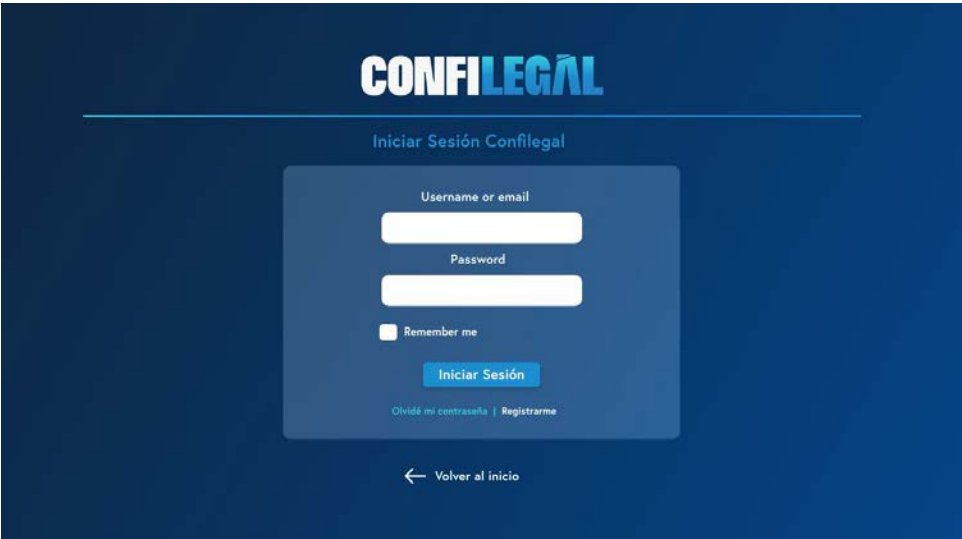 CONFILEGAL
Iniciar Sesión Confilegal
Username or email
Password
Remember me
Iniciar Sesión
Olvidé mi contraseña | Registrarme
Volver al inicio